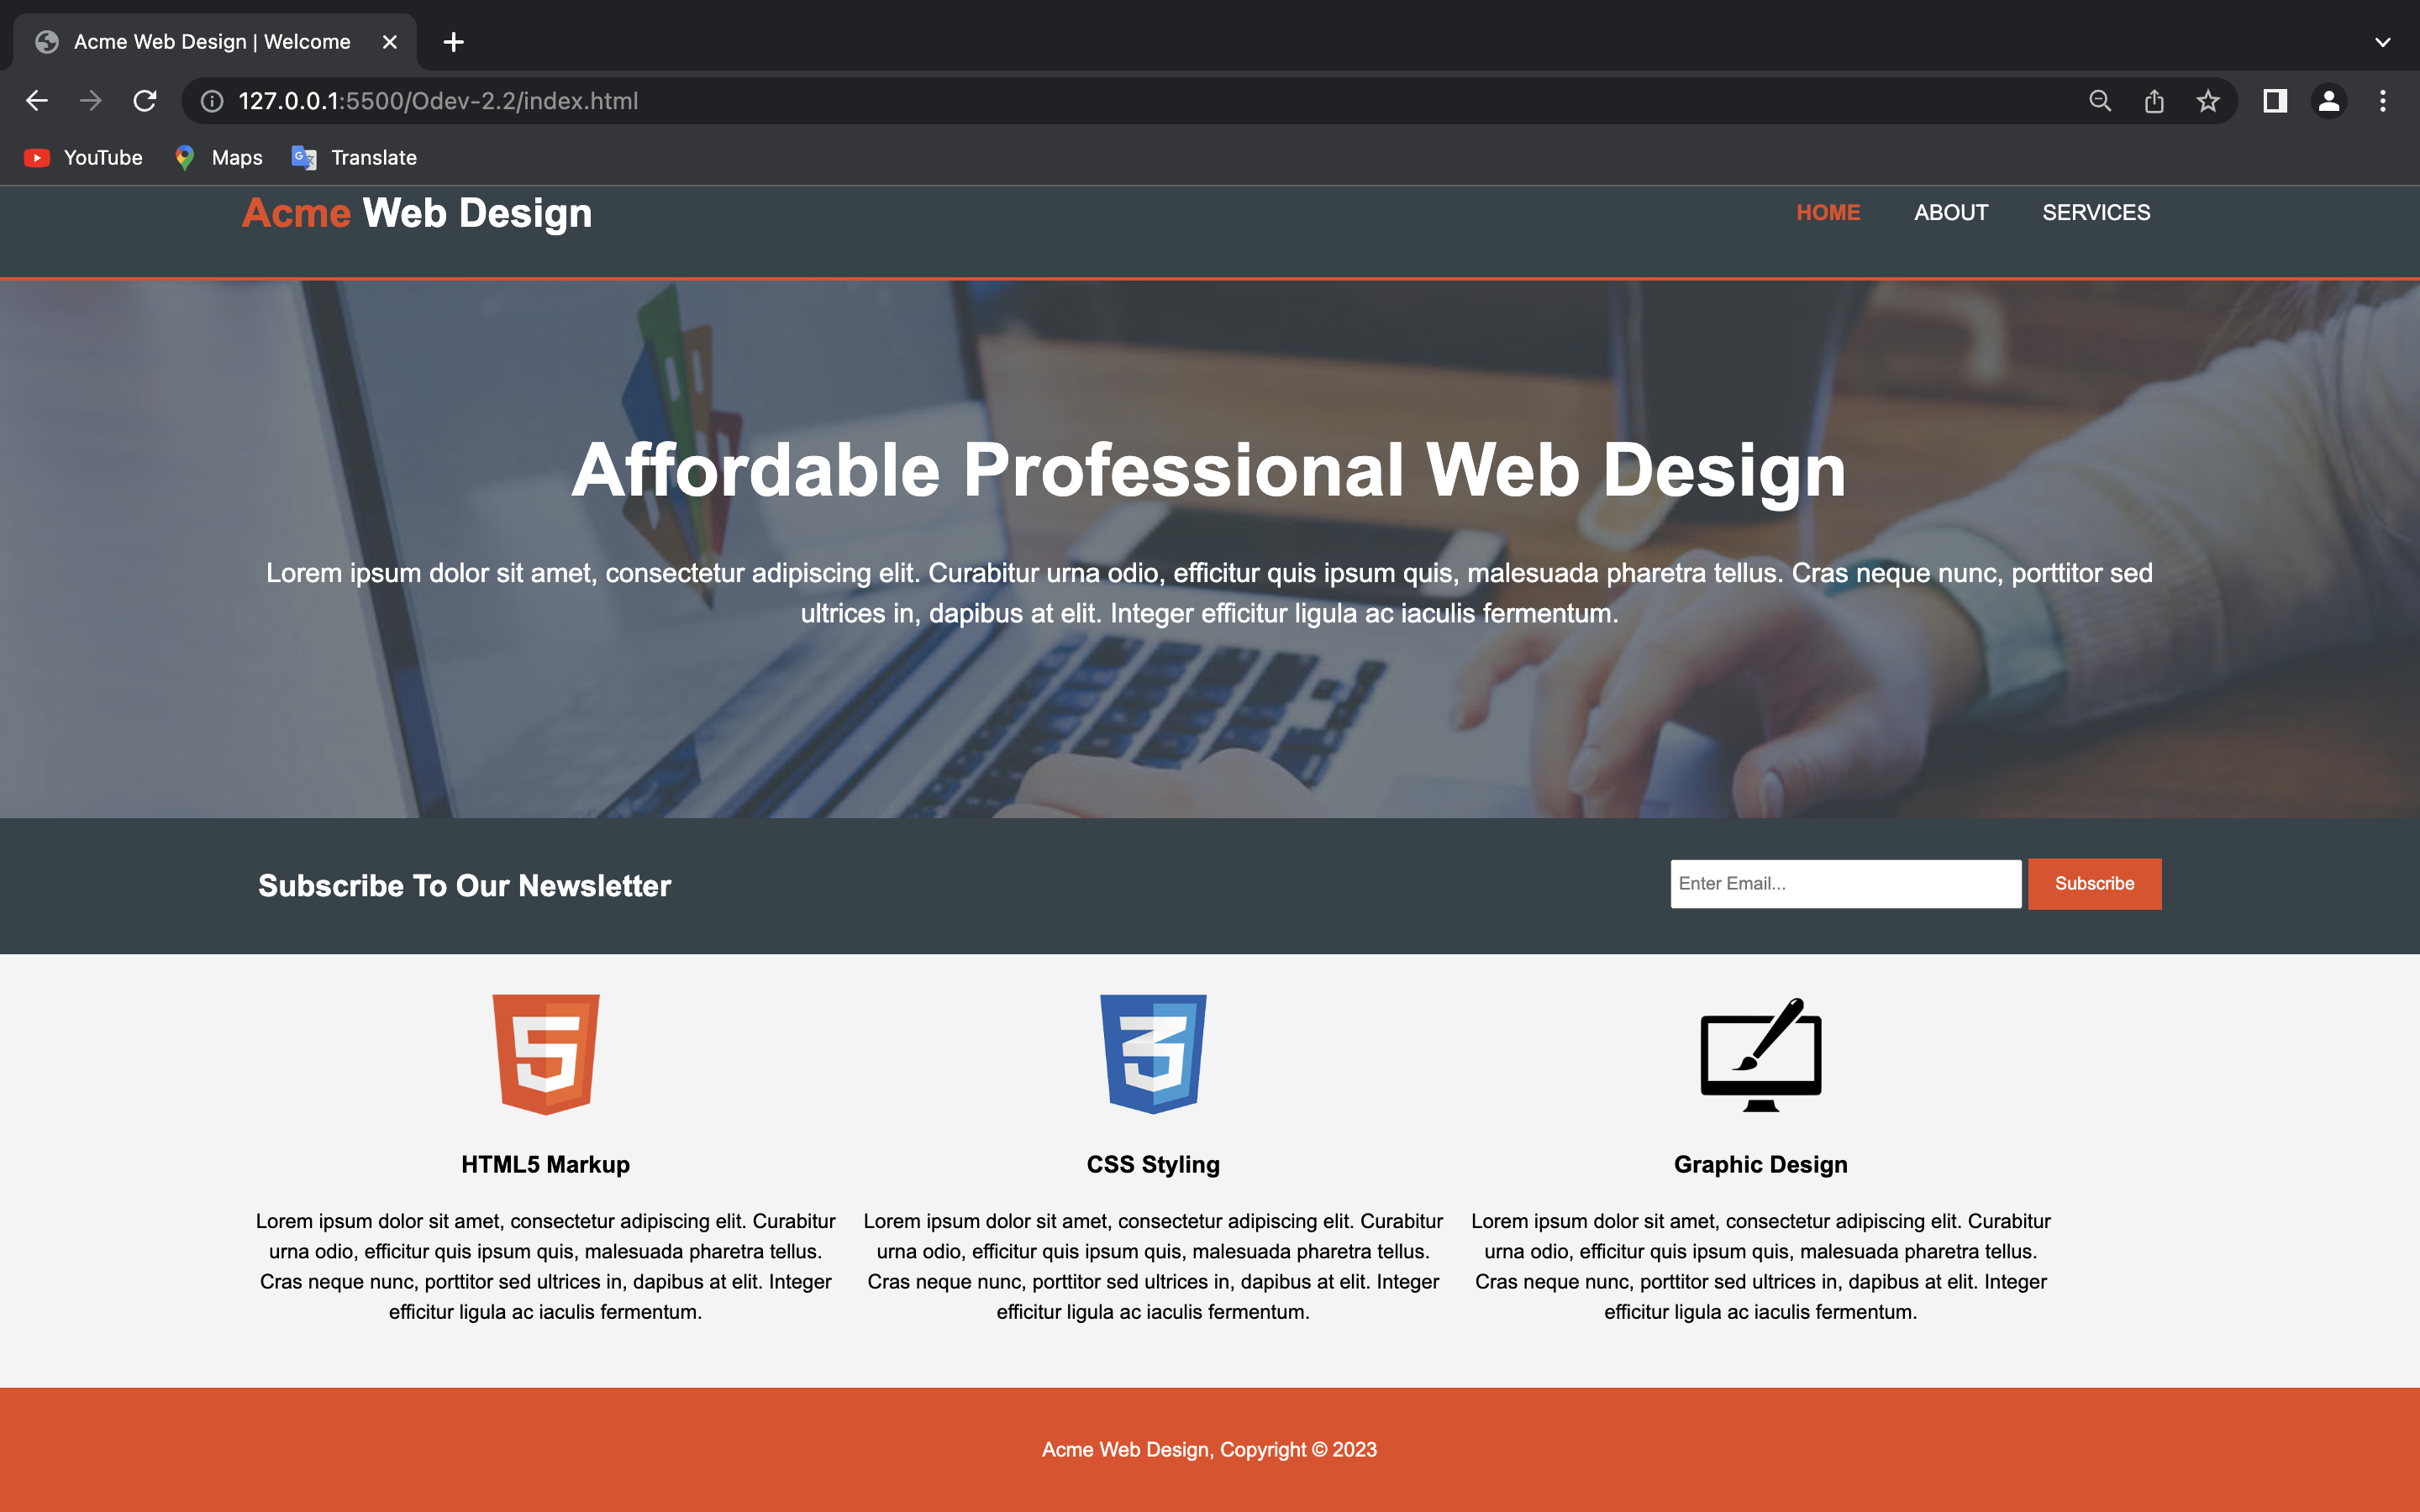 Acme Web Design | Welcome
127.0.0.1:5500/Odev-2.2/index.html
YouTube Maps Translate
Acme Web Design HOME ABOUT SERVICES
Affordable Professional Web Design
Lorem ipsum dolor sit amet, consectetur adipiscing elit. Curabitur urna odio, efficitur quis ipsum quis, malesuada pharetra tellus. Cras neque nunc, porttitor sed
ultrices in, dapibus at elit. Integer efficitur ligula ac iaculis fermentum.
Subscribe To Our Newsletter Enter Email... Subscribe
HTML5 Markup
Lorem ipsum dolor sit amet, consectetur adipiscing elit. Curabitur
urna odio, efficitur quis ipsum quis, malesuada pharetra tellus.
Cras neque nunc, porttitor sed ultrices in, dapibus at elit. Integer
efficitur ligula ac iaculis fermentum.
CSS Styling
Lorem ipsum dolor sit amet, consectetur adipiscing elit. Curabitur
urna odio, efficitur quis ipsum quis, malesuada pharetra tellus.
Cras neque nunc, porttitor sed ultrices in, dapibus at elit. Integer
efficitur ligula ac iaculis fermentum.
Graphic Design
Lorem ipsum dolor sit amet, consectetur adipiscing elit. Curabitur
urna odio, efficitur quis ipsum quis, malesuada pharetra tellus.
Cras neque nunc, porttitor sed ultrices in, dapibus at elit. Integer
efficitur ligula ac iaculis fermentum.
Acme Web Design, Copyright © 2023